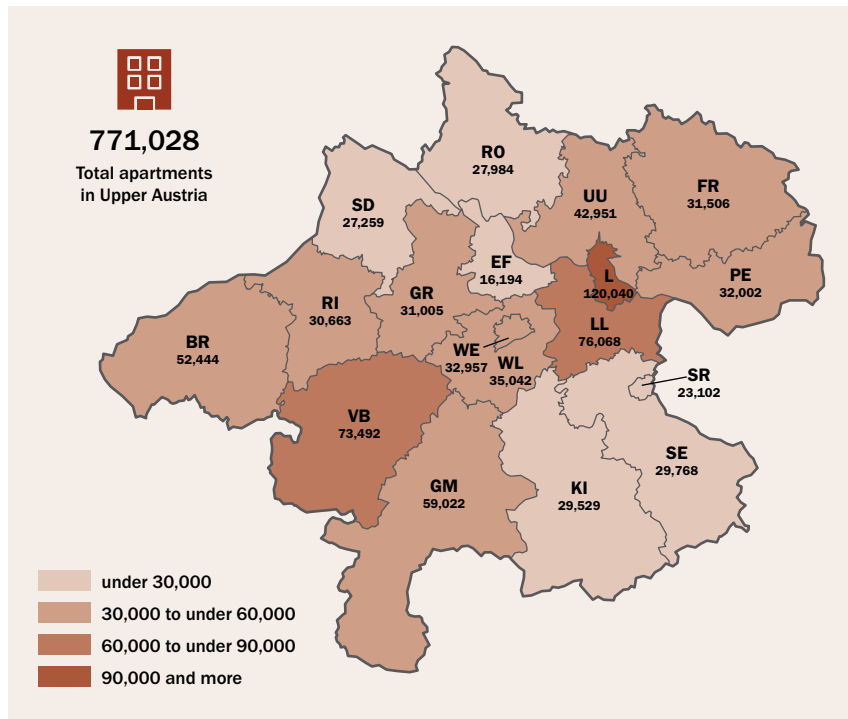 771,028
Total apartments
in Upper Austria
RO
27,984
FR
31,506
UU
42,951
SD
27,259
EF
16,194
L
120,040
PE
32,002
RI
30,663
GR
31,005
LL
76,068
BR
52,444
WE
32,957
WL
35,042
SR
23,102
VB
73,492
SE
29,768
GM
59,022
KI
29,529
under 30,000
30,000 to under 60,000
60,000 to under 90,000
90,000 and more